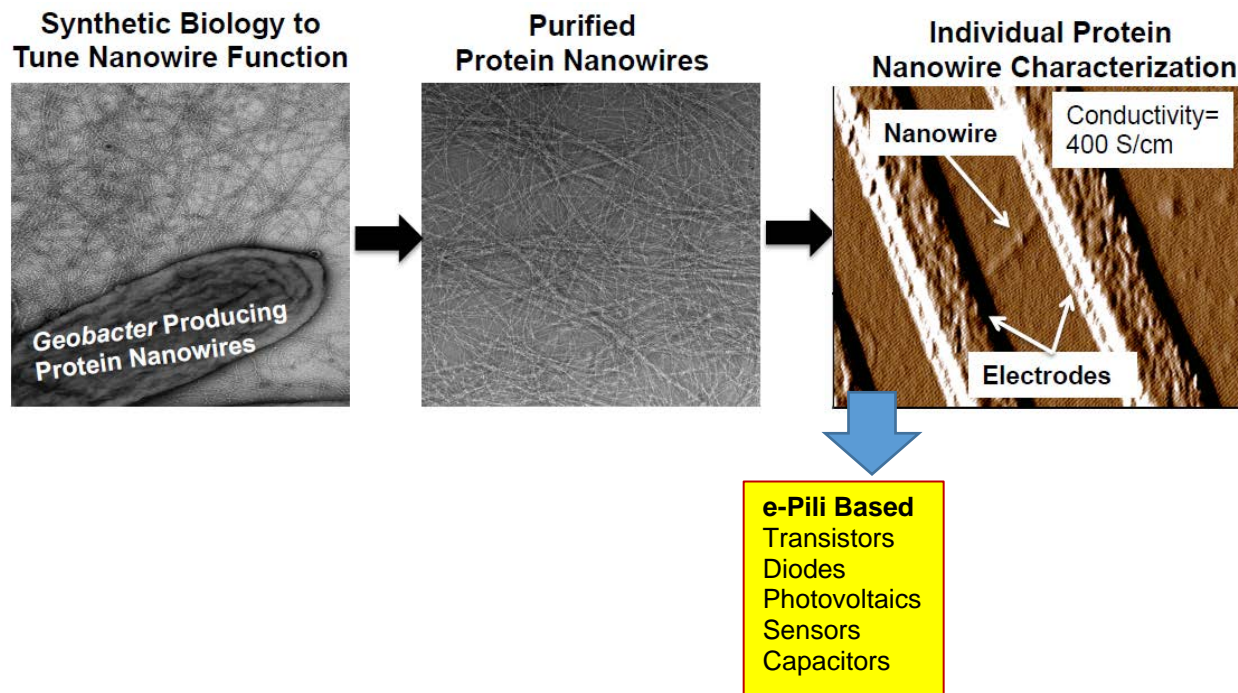 Synthetic Biology to
Tune Nanowire Function
Purified
Protein Nanowires
Individual Protein
Nanowire Characterization
Geobacter Producing
Protein Nanowires
Nanowire
Conductivity=
400 S/cm
Electrodes
e-Pili Based
Transistors
Diodes
Photovoltaics
Sensors
Capacitors